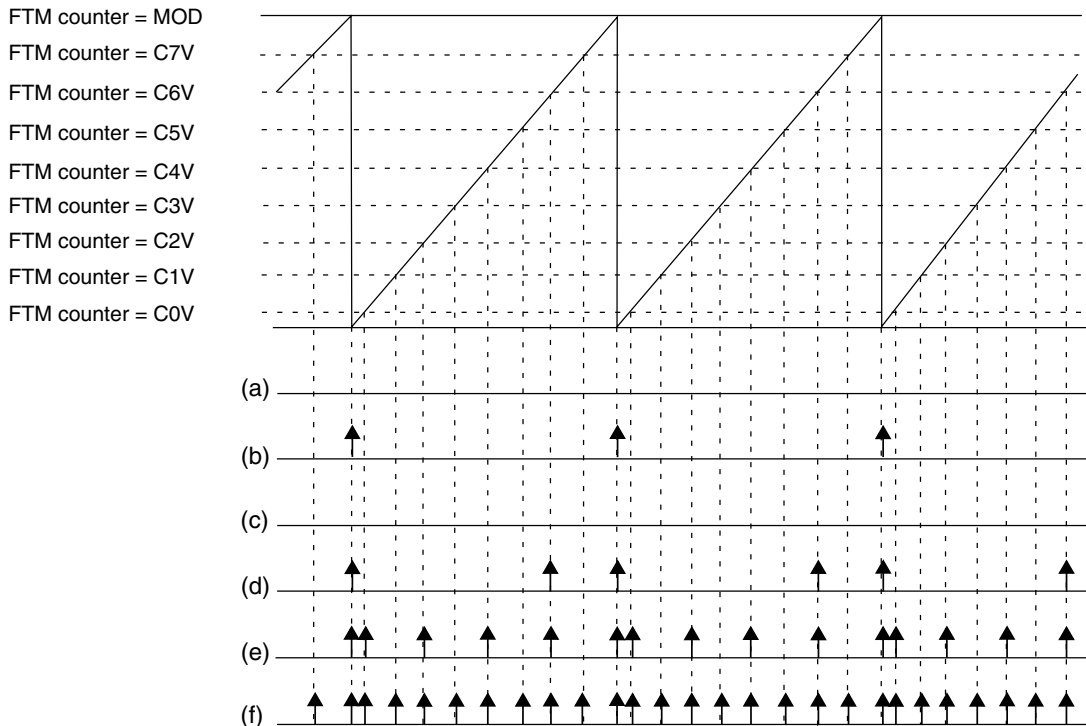 FTM counter = MOD
FTM counter = C7V
FTM counter = C6V
FTM counter = C5V
FTM counter = C4V
FTM counter = C3V
FTM counter = C2V
FTM counter = C1V
FTM counter = C0V
(a)
(b)
(c)
(d)
(e)
(f)